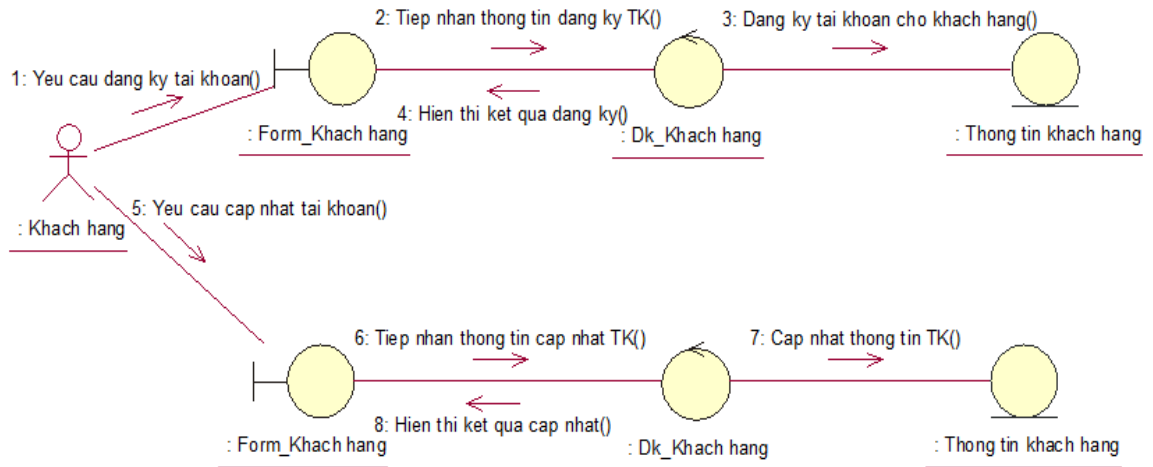 2: Tiep nhan thong tin dang ky TK()
3: Dang ky tai khoan cho khach hang()
1: Yeu cau dang ky tai khoan()
4: Hien thi ket qua dang ky()
: Form_Khach hang
: Dk_Khach hang
: Thong tin khach hang
5: Yeu cau cap nhat tai khoan()
: Khach hang
6: Tiep nhan thong tin cap nhat TK()
7: Cap nhat thong tin TK()
8: Hien thi ket qua cap nhat()
: Form_Khach hang
: Dk_Khach hang
: Thong tin khach hang